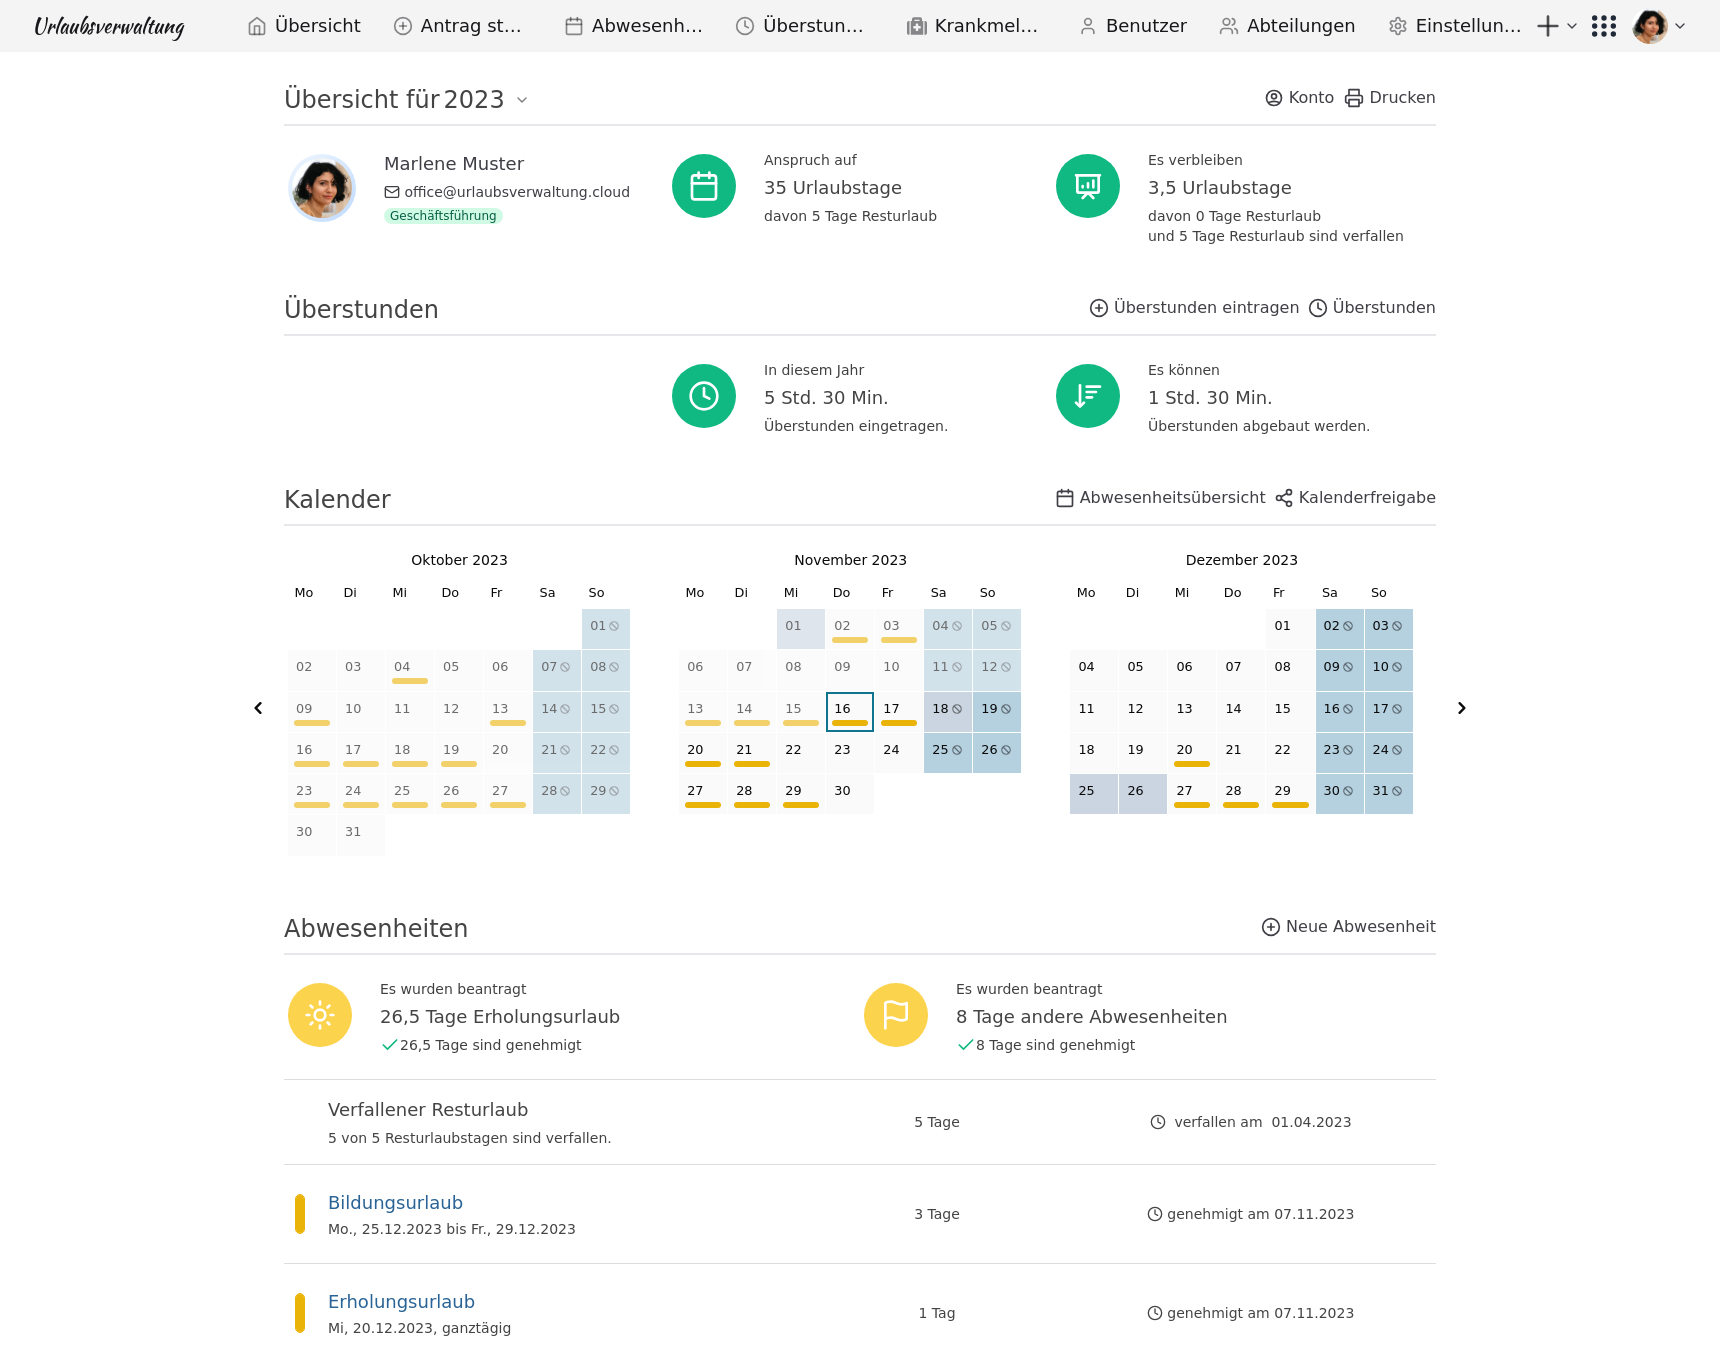 Urlaubsverwaltung
Übersicht
Antrag st…
Abwesenh…
Überstun…
Krankmel…
Benutzer
Abteilungen
Einstellun…
Übersicht für 2023
Konto
Drucken
Marlene Muster
office@urlaubsverwaltung.cloud
Geschäftsführung
Anspruch auf
35 Urlaubstage
davon 5 Tage Resturlaub
Es verbleiben
3,5 Urlaubstage
davon 0 Tage Resturlaub
und 5 Tage Resturlaub sind verfallen
Überstunden
Überstunden eintragen
Überstunden
In diesem Jahr
5 Std. 30 Min.
Überstunden eingetragen.
Es können
1 Std. 30 Min.
Überstunden abgebaut werden.
Kalender
Abwesenheitsübersicht
Kalenderfreigabe
Oktober 2023
Mo Di Mi Do Fr Sa So
01
02 03 04 05 06 07 08
09 10 11 12 13 14 15
16 17 18 19 20 21 22
23 24 25 26 27 28 29
30 31
November 2023
Mo Di Mi Do Fr Sa So
01 02 03 04 05
06 07 08 09 10 11 12
13 14 15 16 17 18 19
20 21 22 23 24 25 26
27 28 29 30
Dezember 2023
Mo Di Mi Do Fr Sa So
01 02 03
04 05 06 07 08 09 10
11 12 13 14 15 16 17
18 19 20 21 22 23 24
25 26 27 28 29 30 31
Abwesenheiten
Neue Abwesenheit
Es wurden beantragt
26,5 Tage Erholungsurlaub
26,5 Tage sind genehmigt
Es wurden beantragt
8 Tage andere Abwesenheiten
8 Tage sind genehmigt
Verfallener Resturlaub
5 von 5 Resturlaubstagen sind verfallen.
5 Tage
verfallen am 01.04.2023
Bildungsurlaub
Mo., 25.12.2023 bis Fr., 29.12.2023
3 Tage
genehmigt am 07.11.2023
Erholungsurlaub
Mi, 20.12.2023, ganztägig
1 Tag
genehmigt am 07.11.2023